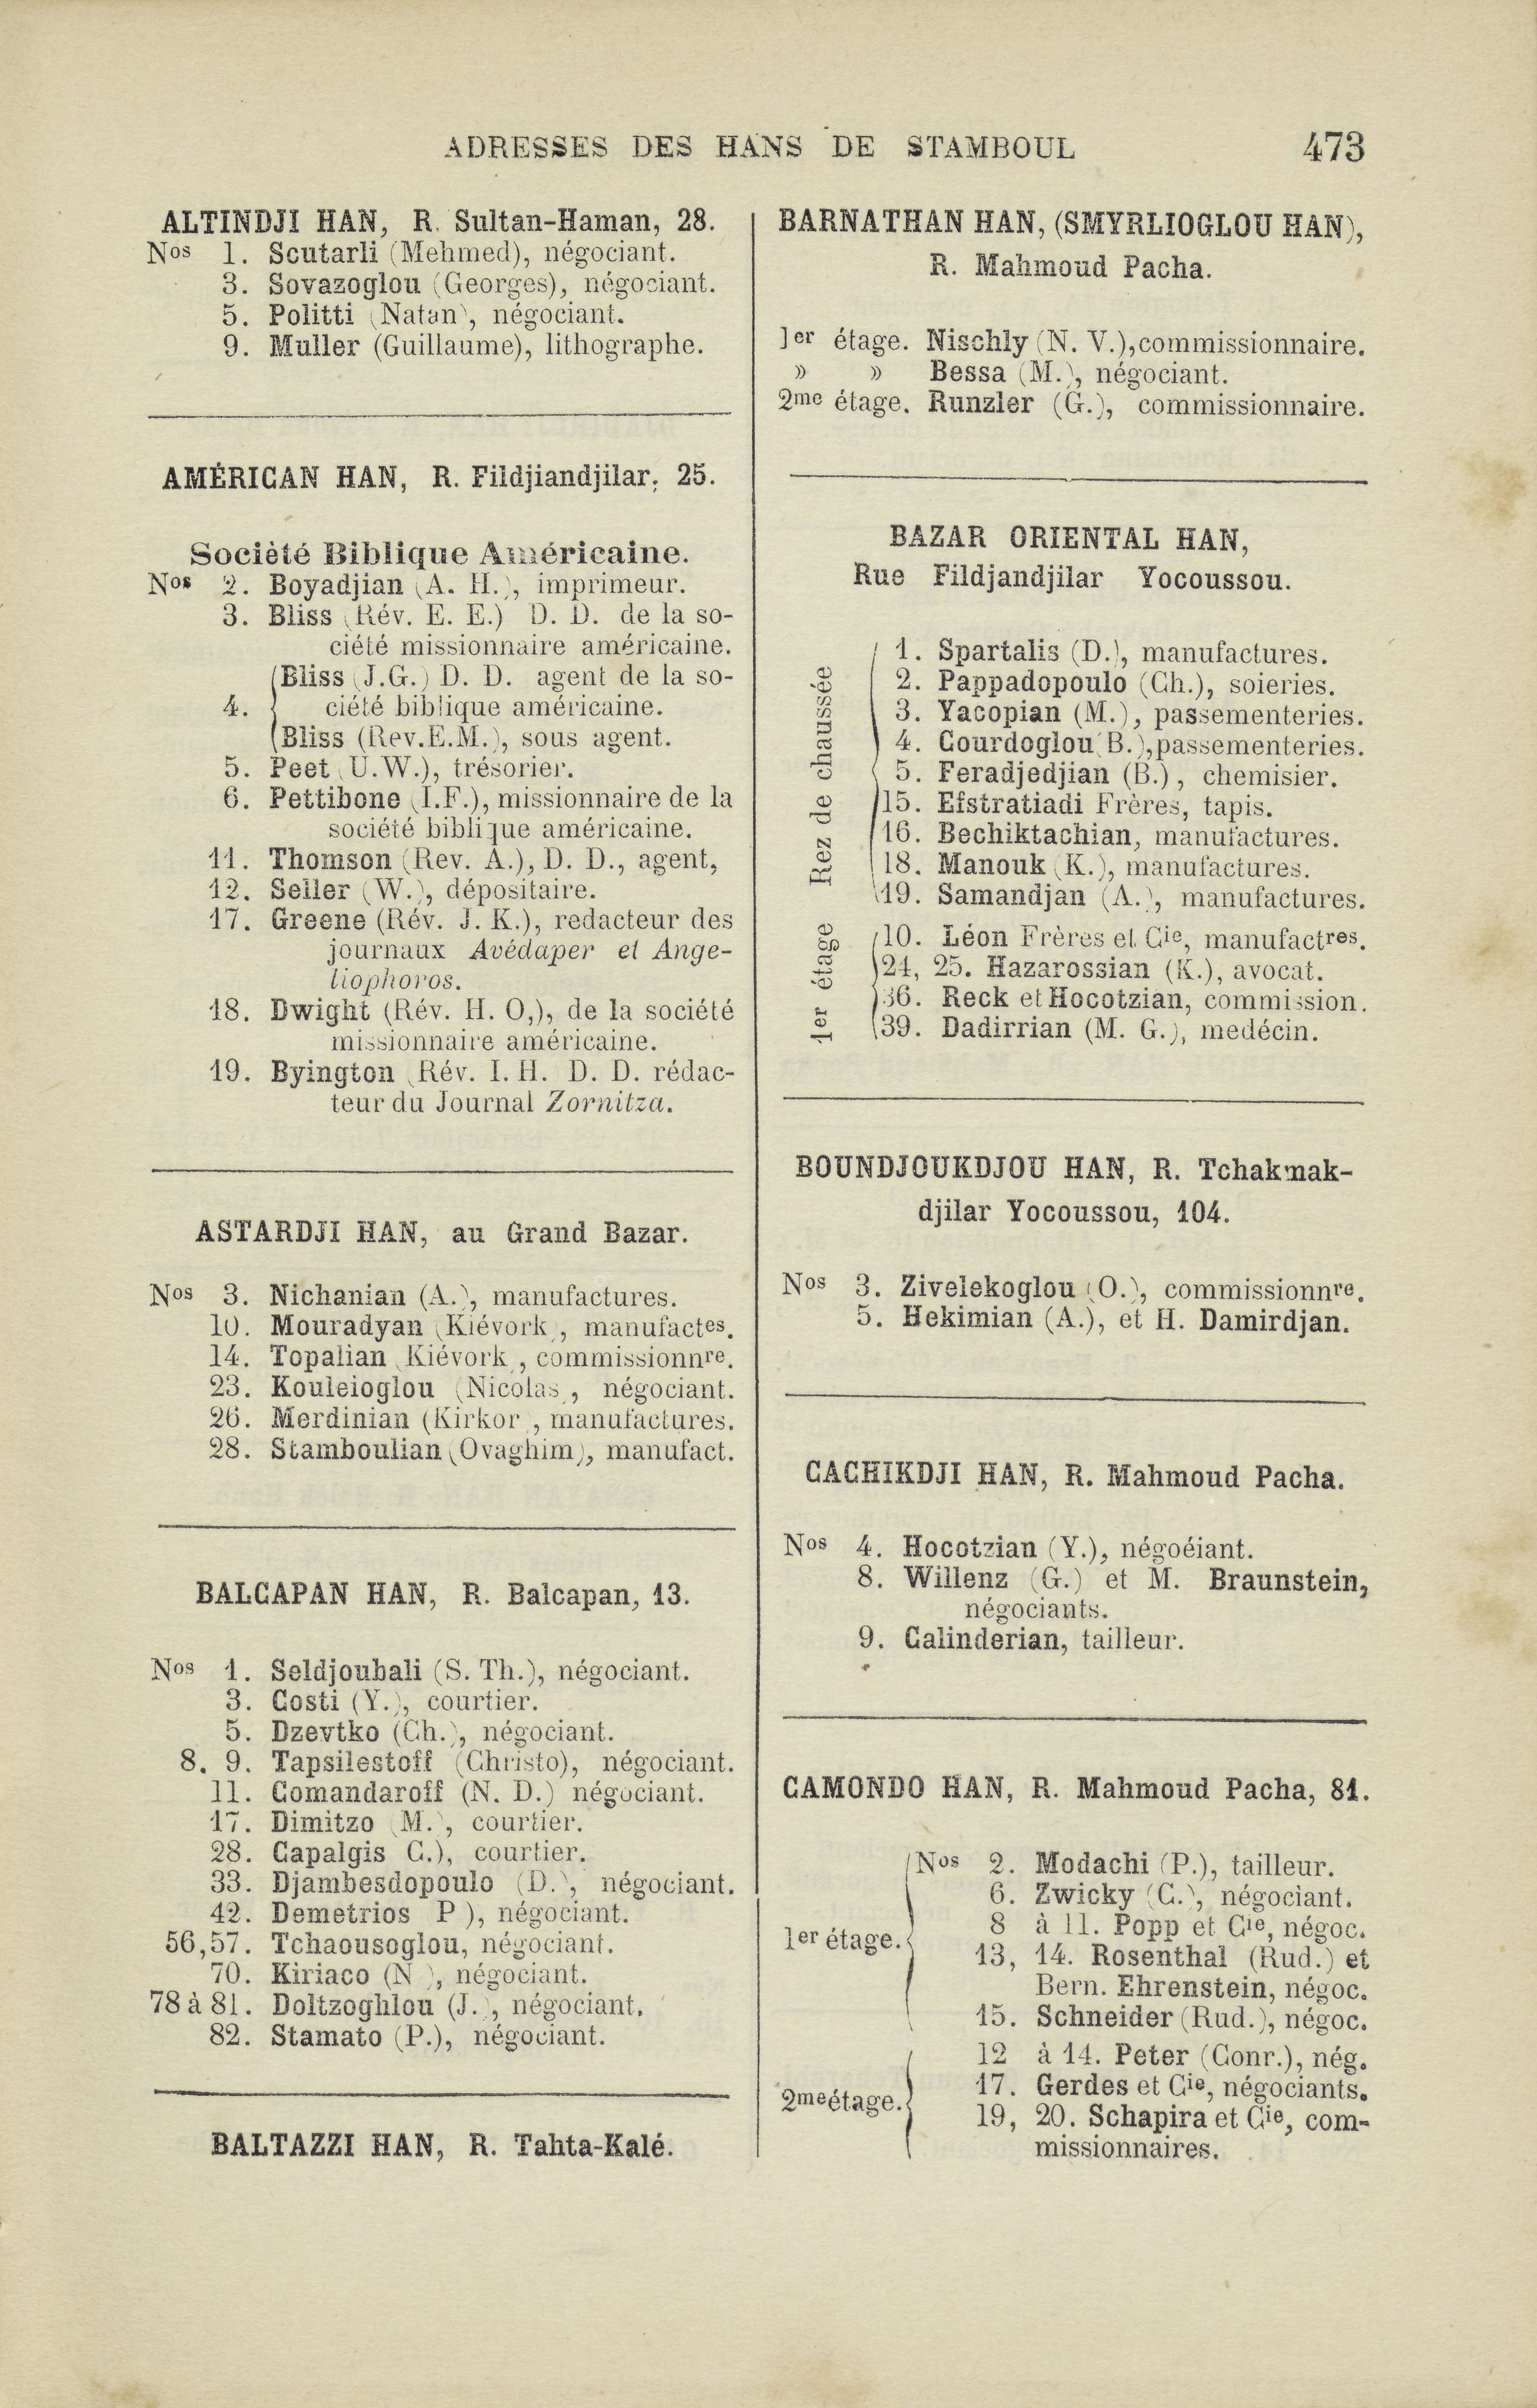 ADRESSES DES HANS DE STAMBOUL 473
ALTINDJI HAN, R. Sultan-Haman, 28.
Nos 1. Scutarli (Mehmed), négociant.
3. Sovazoglou (Georges), négociant.
5. Politti (Natan), négociant.
9. Muller (Guillaume), lithographe.
AMÉRICAN HAN, R. Fildjiandjilar, 25.
Société Biblique Américaine.
Nos 2. Boyadjian (A. H.), imprimeur.
3. Bliss (Rév. E. E.) D. D. de la so-
ciété missionnaire américaine.
(Bliss (J.G.) D. D. agent de la so-
4. { ciété biblique américaine.
(Bliss (Rev.E.M.), sous agent.
5. Peet (U.W.), trésorier.
6. Pettibone (I.F.), missionnaire de la
société biblique américaine.
11. Thomson (Rev. A.), D. D., agent,
12. Seller (W.), dépositaire.
17. Greene (Rév. J. K.), redacteur des
journaux Avédaper et Ange-
liophoros.
18. Dwight (Rév. H. O,), de la société
missionnaire américaine.
19. Byington (Rév. I. H. D. D. rédac-
teur du Journal Zornitza.
ASTARDJI HAN, au Grand Bazar.
Nos 3. Nichanian (A.), manufactures.
10. Mouradyan (Kiévork), manufactes.
14. Topalian (Kiévork), commissionnre.
23. Kouleioglou (Nicolas), négociant.
26. Merdinian (Kirkor), manufactures.
28. Stamboulian (Ovaghim), manufact.
BALCAPAN HAN, R. Balcapan, 13.
Nos 1. Seldjoubali (S. Th.), négociant.
3. Costi (Y.), courtier.
5. Dzevtko (Ch.), négociant.
8. 9. Tapsilestoff (Christo), négociant.
11. Comandaroff (N. D.) négociant.
17. Dimitzo (M.), courtier.
28. Capalgis C.), courtier.
33. Djambesdopoulo (D.), négociant.
42. Demetrios P ), négociant.
56,57. Tchaousoglou, négociant.
70. Kiriaco (N ), négociant.
78 à 81. Doltzoghlou (J.), négociant.
82. Stamato (P.), négociant.
BALTAZZI HAN, R. Tahta-Kalé.
BARNATHAN HAN, (SMYRLIOGLOU HAN),
R. Mahmoud Pacha.
1er étage. Nischly (N. V.), commissionnaire.
» » Bessa (M.), négociant.
2me étage. Runzler (G.), commissionnaire.
BAZAR ORIENTAL HAN,
Rue Fildjandjilar Yocoussou.
Rez de chaussée
1. Spartalis (D.), manufactures.
2. Pappadopoulo (Ch.), soieries.
3. Yacopian (M.), passementeries.
4. Courdoglou (B.), passementeries.
5. Feradjedjian (B.), chemisier.
15. Efstratiadi Frères, tapis.
16. Bechiktachian, manufactures.
18. Manouk (K.), manufactures.
19. Samandjan (A.), manufactures.
1er étage
10. Léon Frères et Cie, manufactres.
24, 25. Hazarossian (K.), avocat.
36. Reck et Hocotzian, commission.
39. Dadirrian (M. G.), medécin.
BOUNDJOUKDJOU HAN, R. Tchakmak-
djilar Yocoussou, 104.
Nos 3. Zivelekoglou (O.), commissionnre.
5. Hekimian (A.), et H. Damirdjan.
CACHIKDJI HAN, R. Mahmoud Pacha.
Nos 4. Hocotzian (Y.), négoéiant.
8. Willenz (G.) et M. Braunstein,
négociants.
9. Calinderian, tailleur.
CAMONDO HAN, R. Mahmoud Pacha, 81.
Nos 2. Modachi (P.), tailleur.
6. Zwicky (C.), négociant.
8 à 11. Popp et Cie, négoc.
1er étage. 13, 14. Rosenthal (Rud.) et
Bern. Ehrenstein, négoc.
15. Schneider (Rud.), négoc.
12 à 14. Peter (Conr.), nég.
2me étage. 17. Gerdes et Cie, négociants.
19, 20. Schapira et Cie, com-
missionnaires.